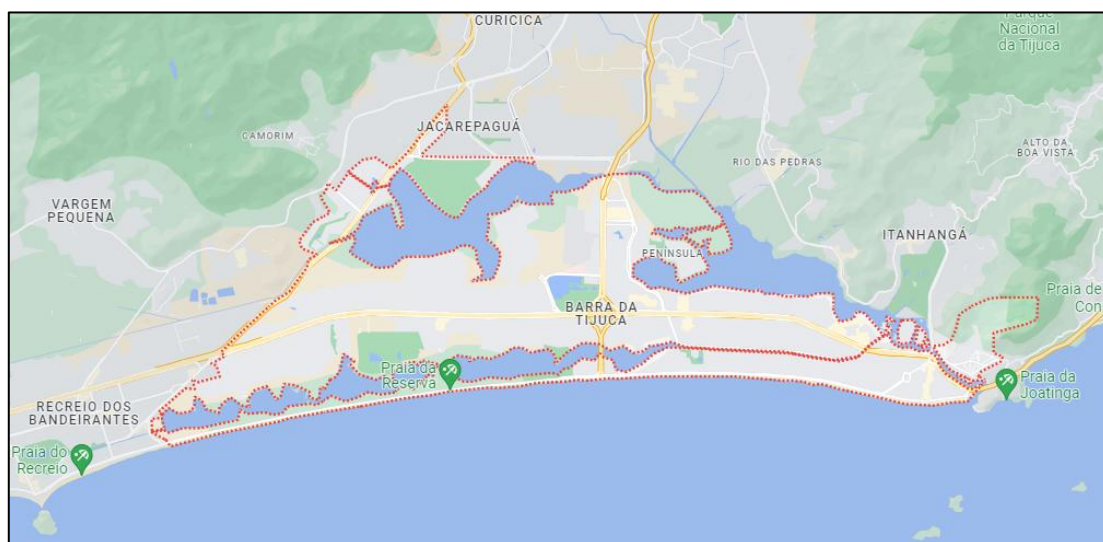 CURICICA
Parque
Nacional
da Tijuca
JACAREPAGUÁ
CAMORIM
ALTO DA
BOA VISTA
RIO DAS PEDRAS
VARGEM
PEQUENA
ITANHANGÁ
PENÍNSULA
Praia de
Con
BARRA DA
TIJUCA
Praia da
Reserva
Praia da
Joatinga
RECREIO DOS
BANDEIRANTES
Praia do
Recreio